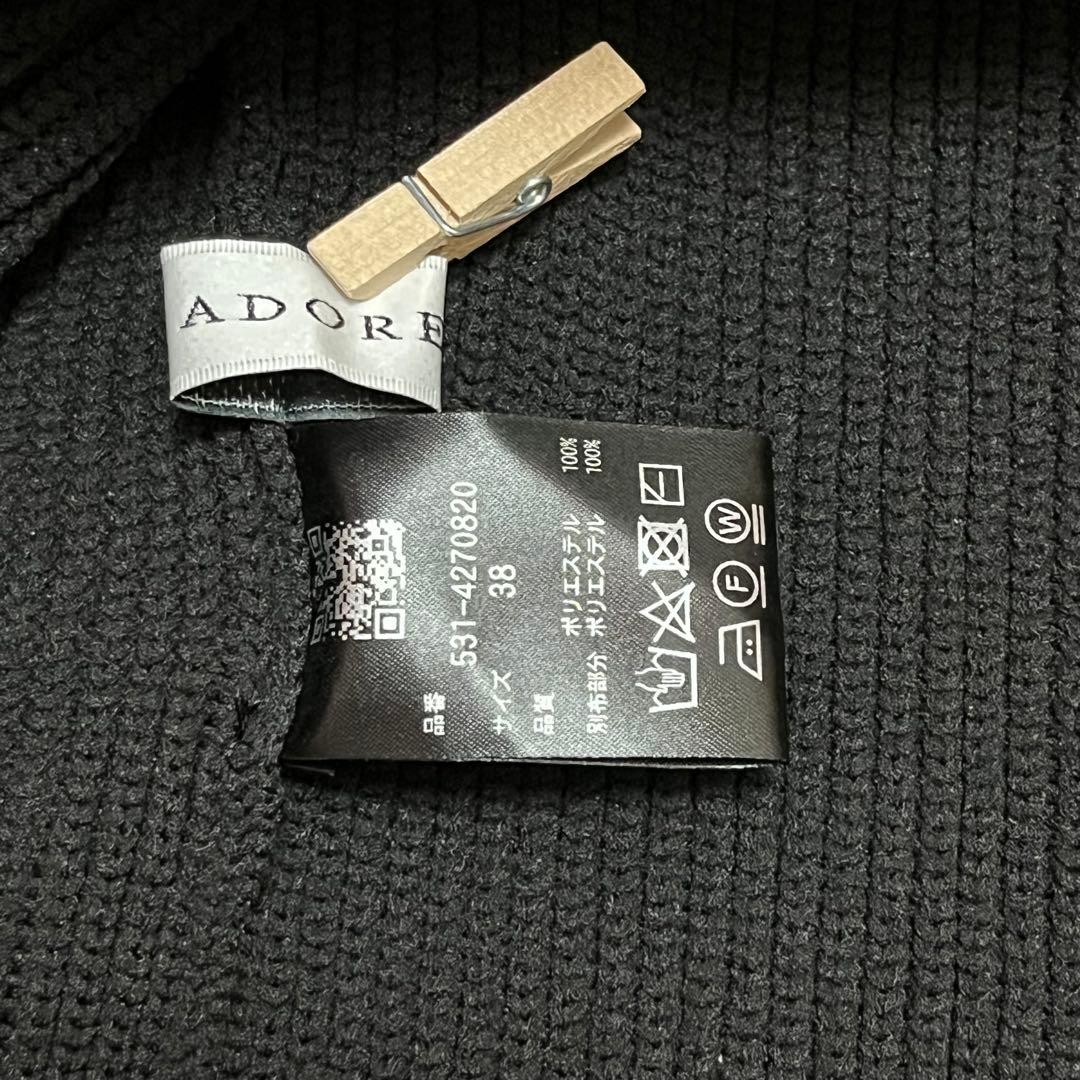 ADORE
品番 531-4270820
サイズ 38
品質 ポリエステル 100%
別布部分 ポリエステル 100%
F W